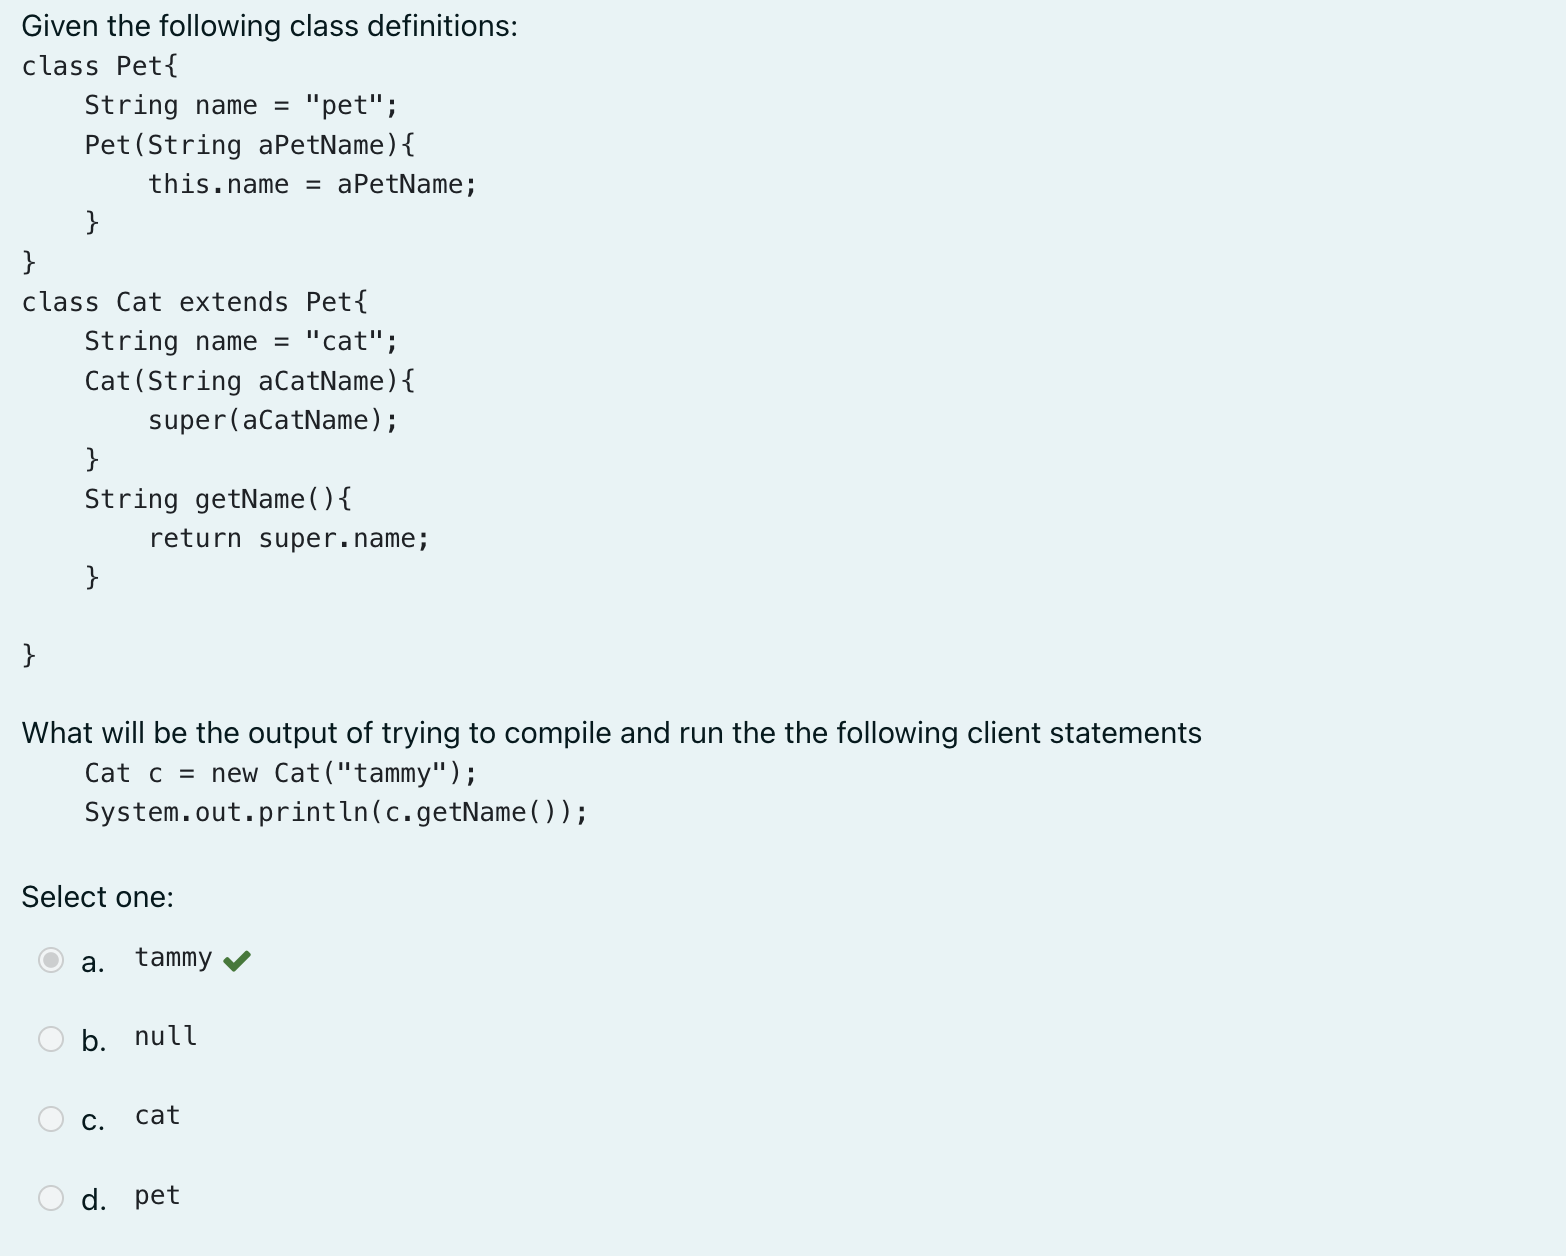 Given the following class definitions:
class Pet{
    String name = "pet";
    Pet(String aPetName){
        this.name = aPetName;
    }
}
class Cat extends Pet{
    String name = "cat";
    Cat(String aCatName){
        super(aCatName);
    }
    String getName(){
        return super.name;
    }
}
What will be the output of trying to compile and run the the following client statements
    Cat c = new Cat("tammy");
    System.out.println(c.getName());
Select one:
a. tammy
b. null
c. cat
d. pet